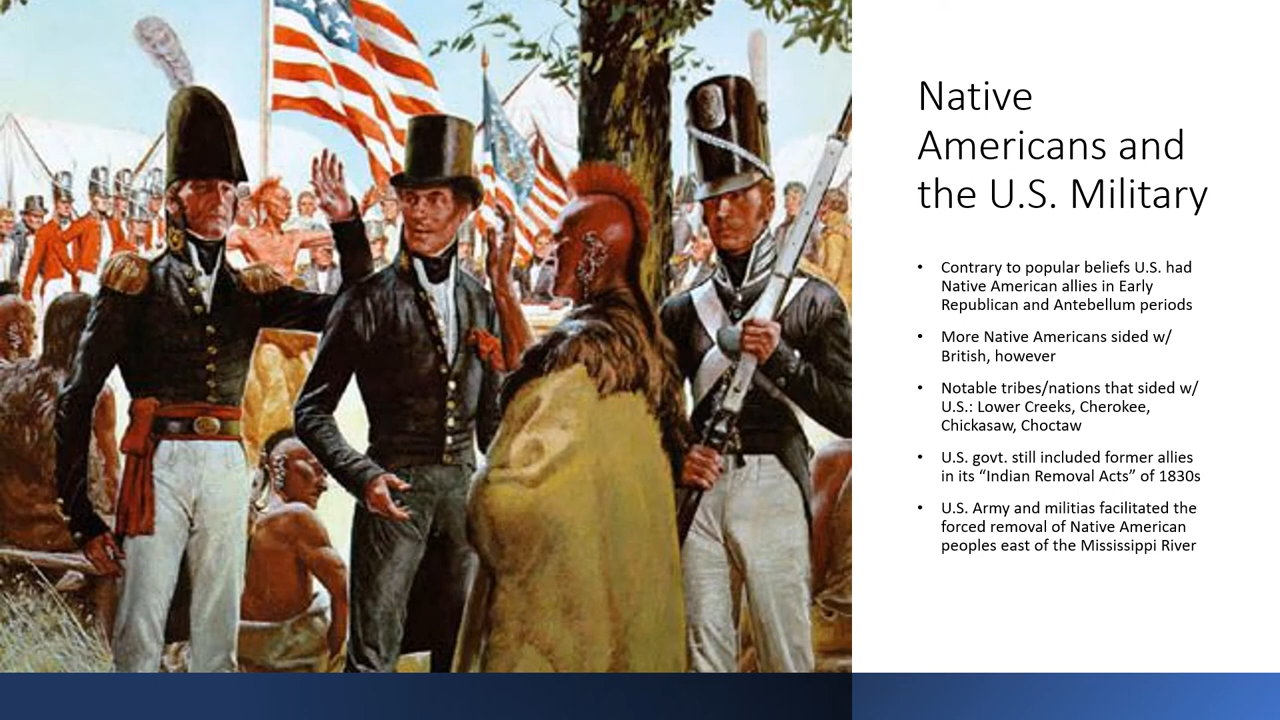 Native
Americans and
the U.S. Military
• Contrary to popular beliefs U.S. had
Native American allies in Early
Republican and Antebellum periods
• More Native Americans sided w/
British, however
• Notable tribes/nations that sided w/
U.S.: Lower Creeks, Cherokee,
Chickasaw, Choctaw
• U.S. govt. still included former allies
in its “Indian Removal Acts” of 1830s
• U.S. Army and militias facilitated the
forced removal of Native American
peoples east of the Mississippi River